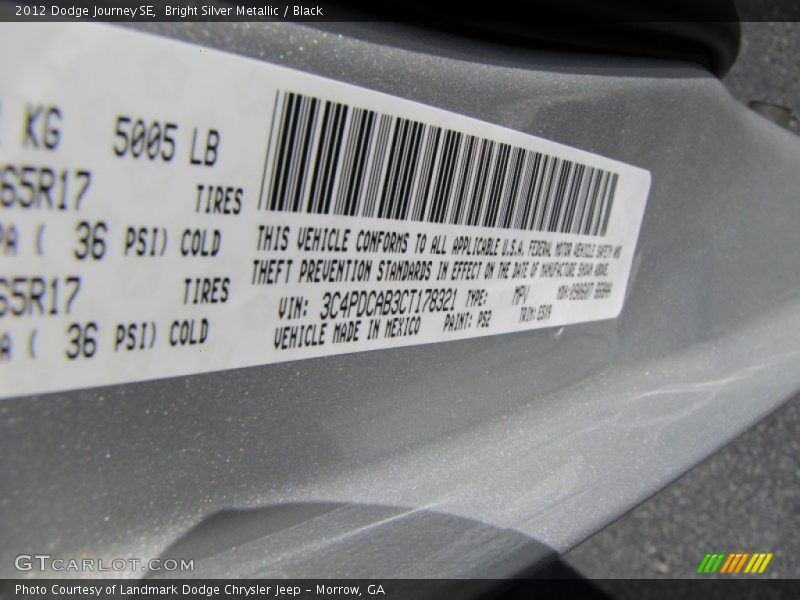 2012 Dodge Journey SE, Bright Silver Metallic / Black
KG 5005 LB
65R17 TIRES
PA ( 36 PSI) COLD
65R17 TIRES
( 36 PSI) COLD
THIS VEHICLE CONFORMS TO ALL APPLICABLE U.S.A. FEDERAL MOTOR VEHICLE SAFETY AND
THEFT PREVENTION STANDARDS IN EFFECT ON THE DATE OF MANUFACTURE SHOWN ABOVE.
VIN: 3C4PDCAB3CT178321 TYPE: MPV
VEHICLE MADE IN MEXICO PAINT: PS2
GTCARLOT.COM
Photo Courtesy of Landmark Dodge Chrysler Jeep – Morrow, GA